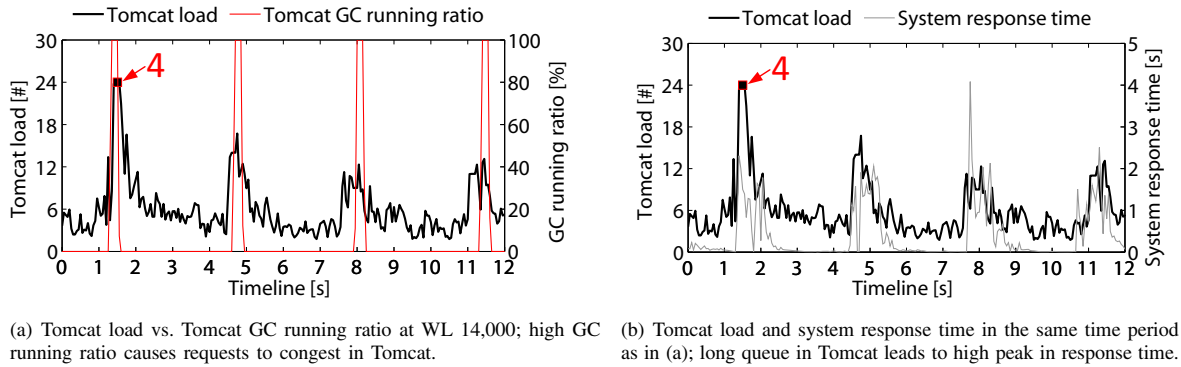 Tomcat load Tomcat GC running ratio
30 100
24 80
18 60
12 40
6 20
0 0
4
Tomcat load [#]
GC running ratio [%]
0 1 2 3 4 5 6 7 8 9 10 11 12
Timeline [s]
(a) Tomcat load vs. Tomcat GC running ratio at WL 14,000; high GC
running ratio causes requests to congest in Tomcat.
Tomcat load System response time
30 5
24 4
18 3
12 2
6 1
0 0
4
Tomcat load [#]
System response time [s]
0 1 2 3 4 5 6 7 8 9 10 11 12
Timeline [s]
(b) Tomcat load and system response time in the same time period
as in (a); long queue in Tomcat leads to high peak in response time.